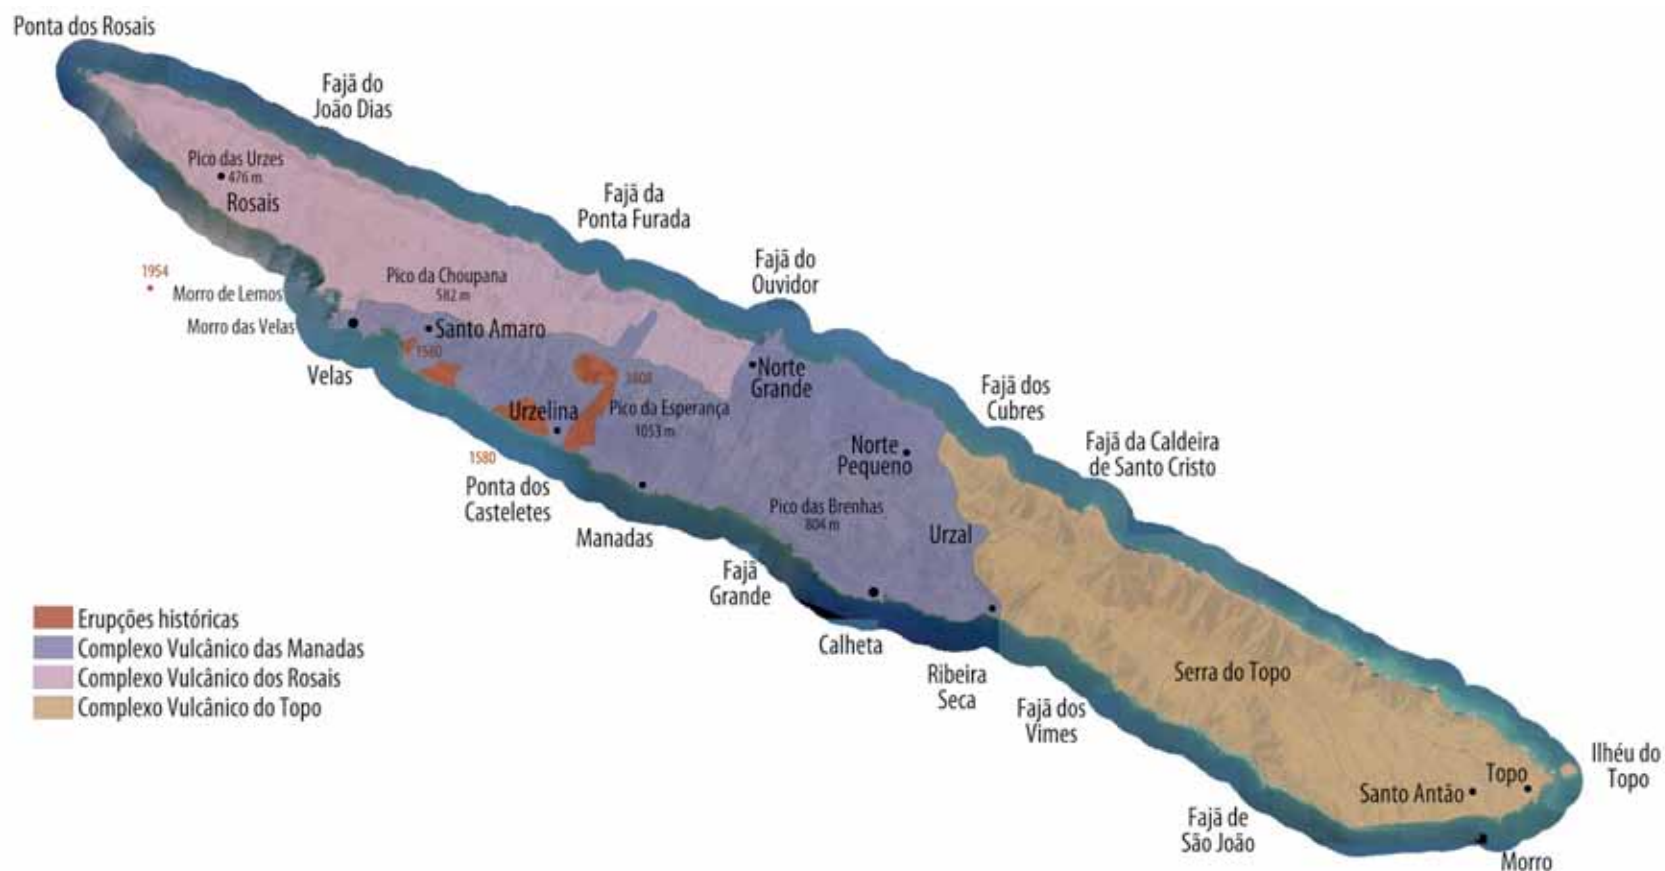 Ponta dos Rosais
Fajã do
João Dias
Pico das Urzes
476 m
Rosais
Fajã da
Ponta Furada
Fajã do
Ouvidor
1954
Morro de Lemos
Morro das Velas
Pico da Choupana
582 m
Santo Amaro
1580
Velas
1808
Norte
Grande
Urzelina
Pico da Esperança
1053 m
Fajã dos
Cubres
Norte
Pequeno
Fajã da Caldeira
de Santo Cristo
1580
Ponta dos
Casteletes
Pico das Brenhas
804 m
Urzal
Manadas
Fajã
Grande
Calheta
Ribeira
Seca
Fajã dos
Vimes
Serra do Topo
Ilhéu do
Topo
Topo
Santo Antão
Fajã de
São João
Morro
Erupções históricas
Complexo Vulcânico das Manadas
Complexo Vulcânico dos Rosais
Complexo Vulcânico do Topo